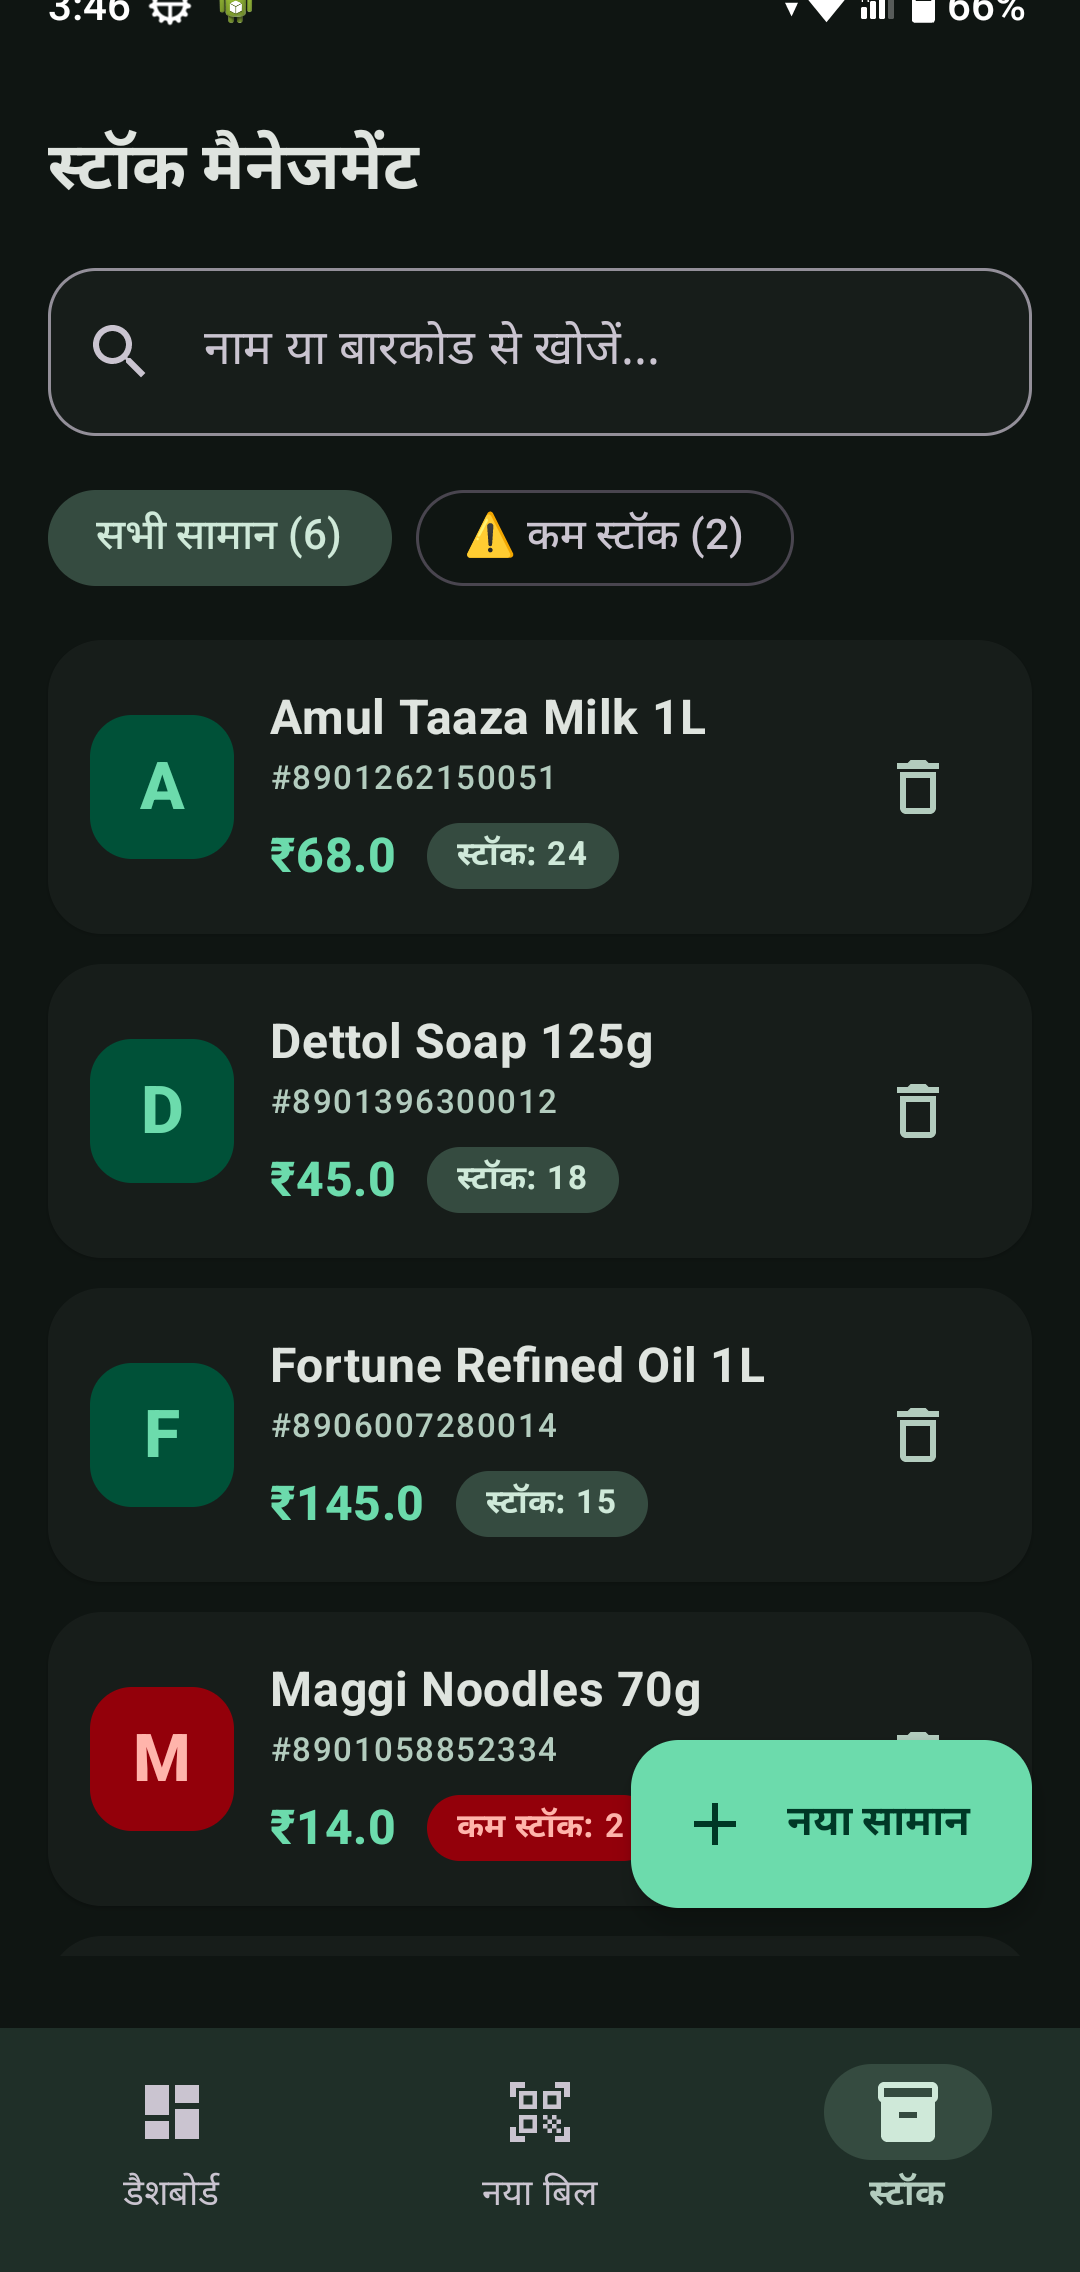 3:46 66%
स्टॉक मैनेजमेंट
नाम या बारकोड से खोजें...
सभी सामान (6) ⚠️ कम स्टॉक (2)
A
Amul Taaza Milk 1L
#8901262150051
₹68.0 स्टॉक: 24
D
Dettol Soap 125g
#8901396300012
₹45.0 स्टॉक: 18
F
Fortune Refined Oil 1L
#8906007280014
₹145.0 स्टॉक: 15
M
Maggi Noodles 70g
#8901058852334
₹14.0 कम स्टॉक: 2
+ नया सामान
डैशबोर्ड नया बिल स्टॉक